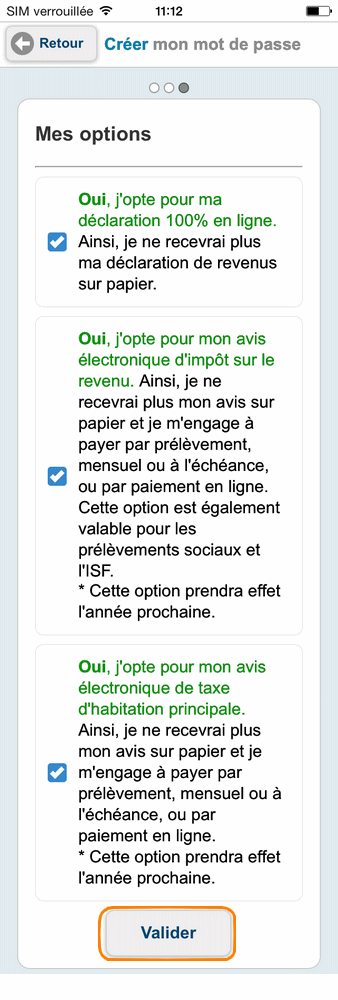 SIM verrouillée 11:12
Retour Créer mon mot de passe
Mes options
Oui, j'opte pour ma
déclaration 100% en ligne.
Ainsi, je ne recevrai plus
ma déclaration de revenus
sur papier.
Oui, j'opte pour mon avis
électronique d'impôt sur le
revenu. Ainsi, je ne
recevrai plus mon avis sur
papier et je m'engage à
payer par prélèvement,
mensuel ou à l'échéance,
ou par paiement en ligne.
Cette option est également
valable pour les
prélèvements sociaux et
l'ISF.
* Cette option prendra effet
l'année prochaine.
Oui, j'opte pour mon avis
électronique de taxe
d'habitation principale.
Ainsi, je ne recevrai plus
mon avis sur papier et je
m'engage à payer par
prélèvement, mensuel ou à
l'échéance, ou par
paiement en ligne.
* Cette option prendra effet
l'année prochaine.
Valider